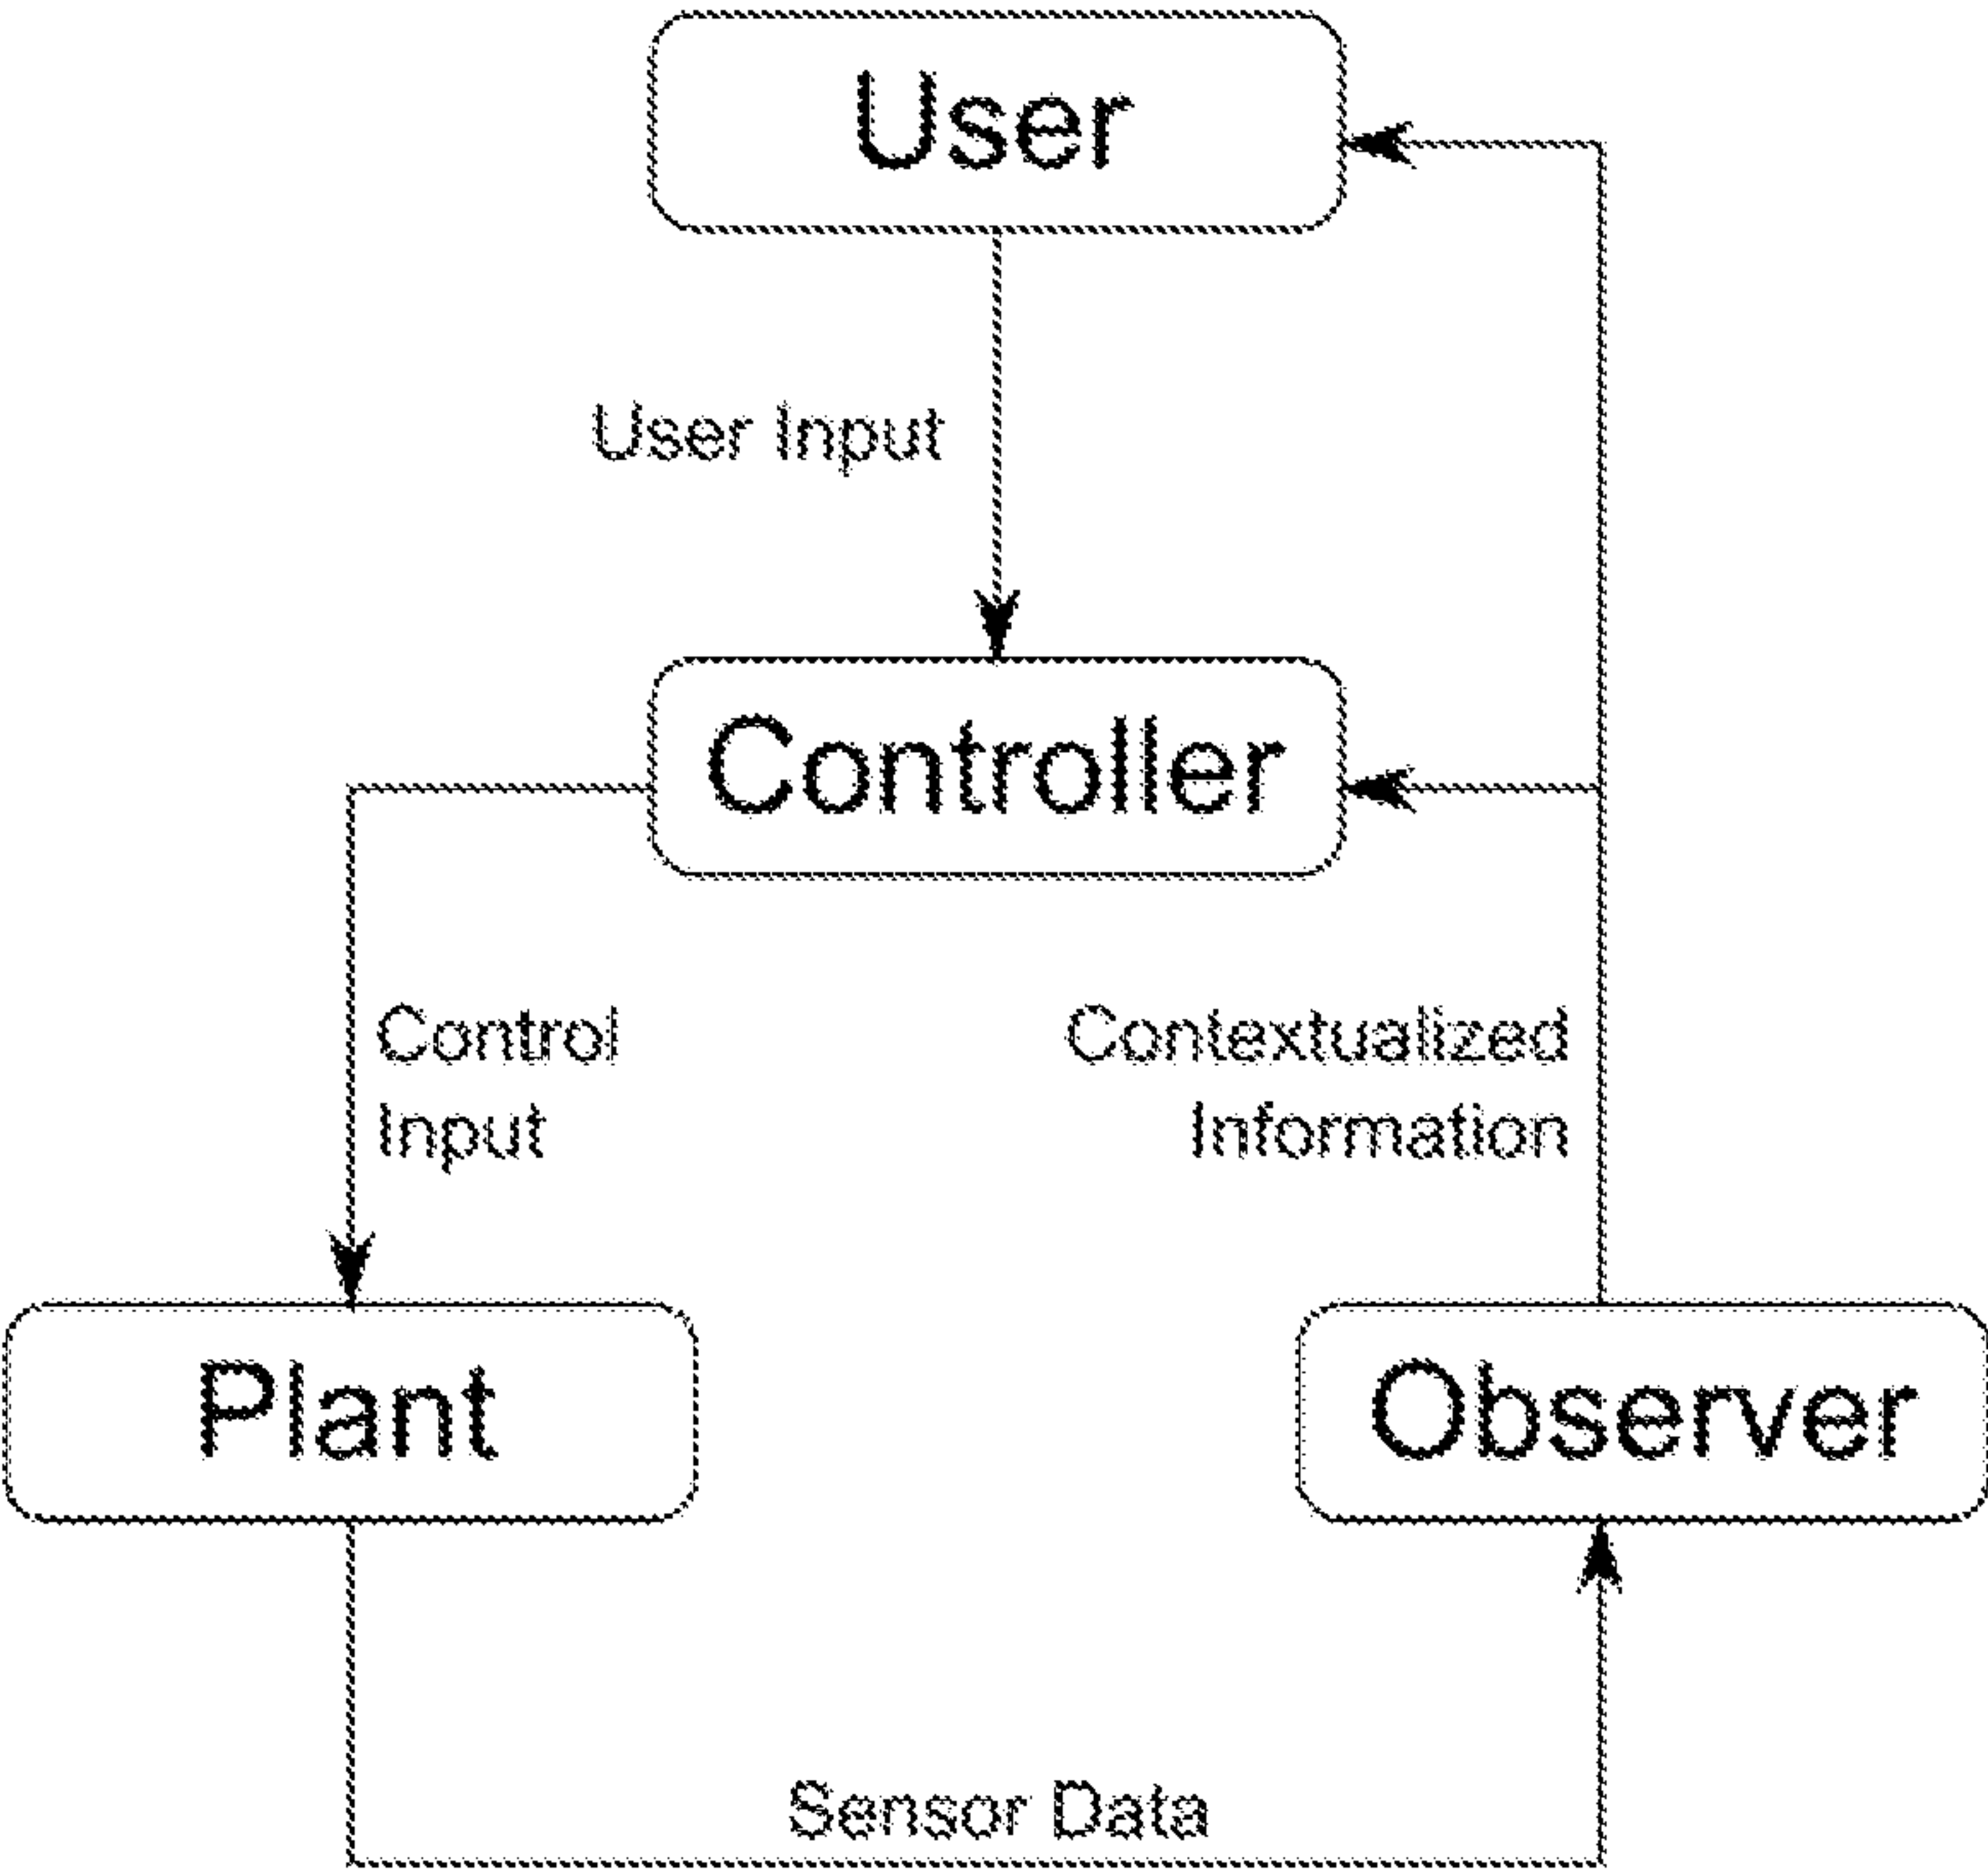 User
User Input
Controller
Control
Input
Contextualized
Information
Plant
Observer
Sensor Data